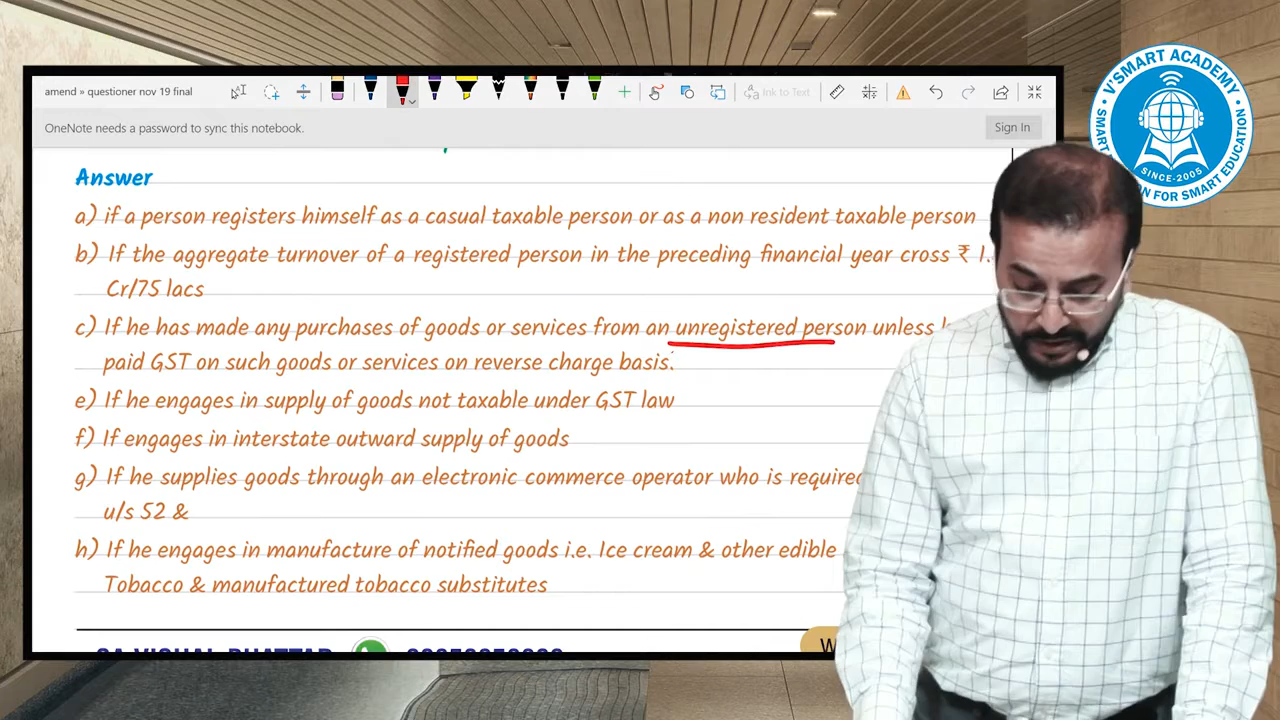 amend » questioner nov 19 final
Ink to Text
OneNote needs a password to sync this notebook.
Sign In
Answer
a) if a person registers himself as a casual taxable person or as a non resident taxable person
b) If the aggregate turnover of a registered person in the preceding financial year cross ₹ 1.
Cr/75 lacs
c) If he has made any purchases of goods or services from an unregistered person unless
paid GST on such goods or services on reverse charge basis.
e) If he engages in supply of goods not taxable under GST law
f) If engages in interstate outward supply of goods
g) If he supplies goods through an electronic commerce operator who is required
u/s 52 &
h) If he engages in manufacture of notified goods i.e. Ice cream & other edible
Tobacco & manufactured tobacco substitutes
V'SMART ACADEMY
SMART
ON FOR SMART EDUCATION
SINCE-2005